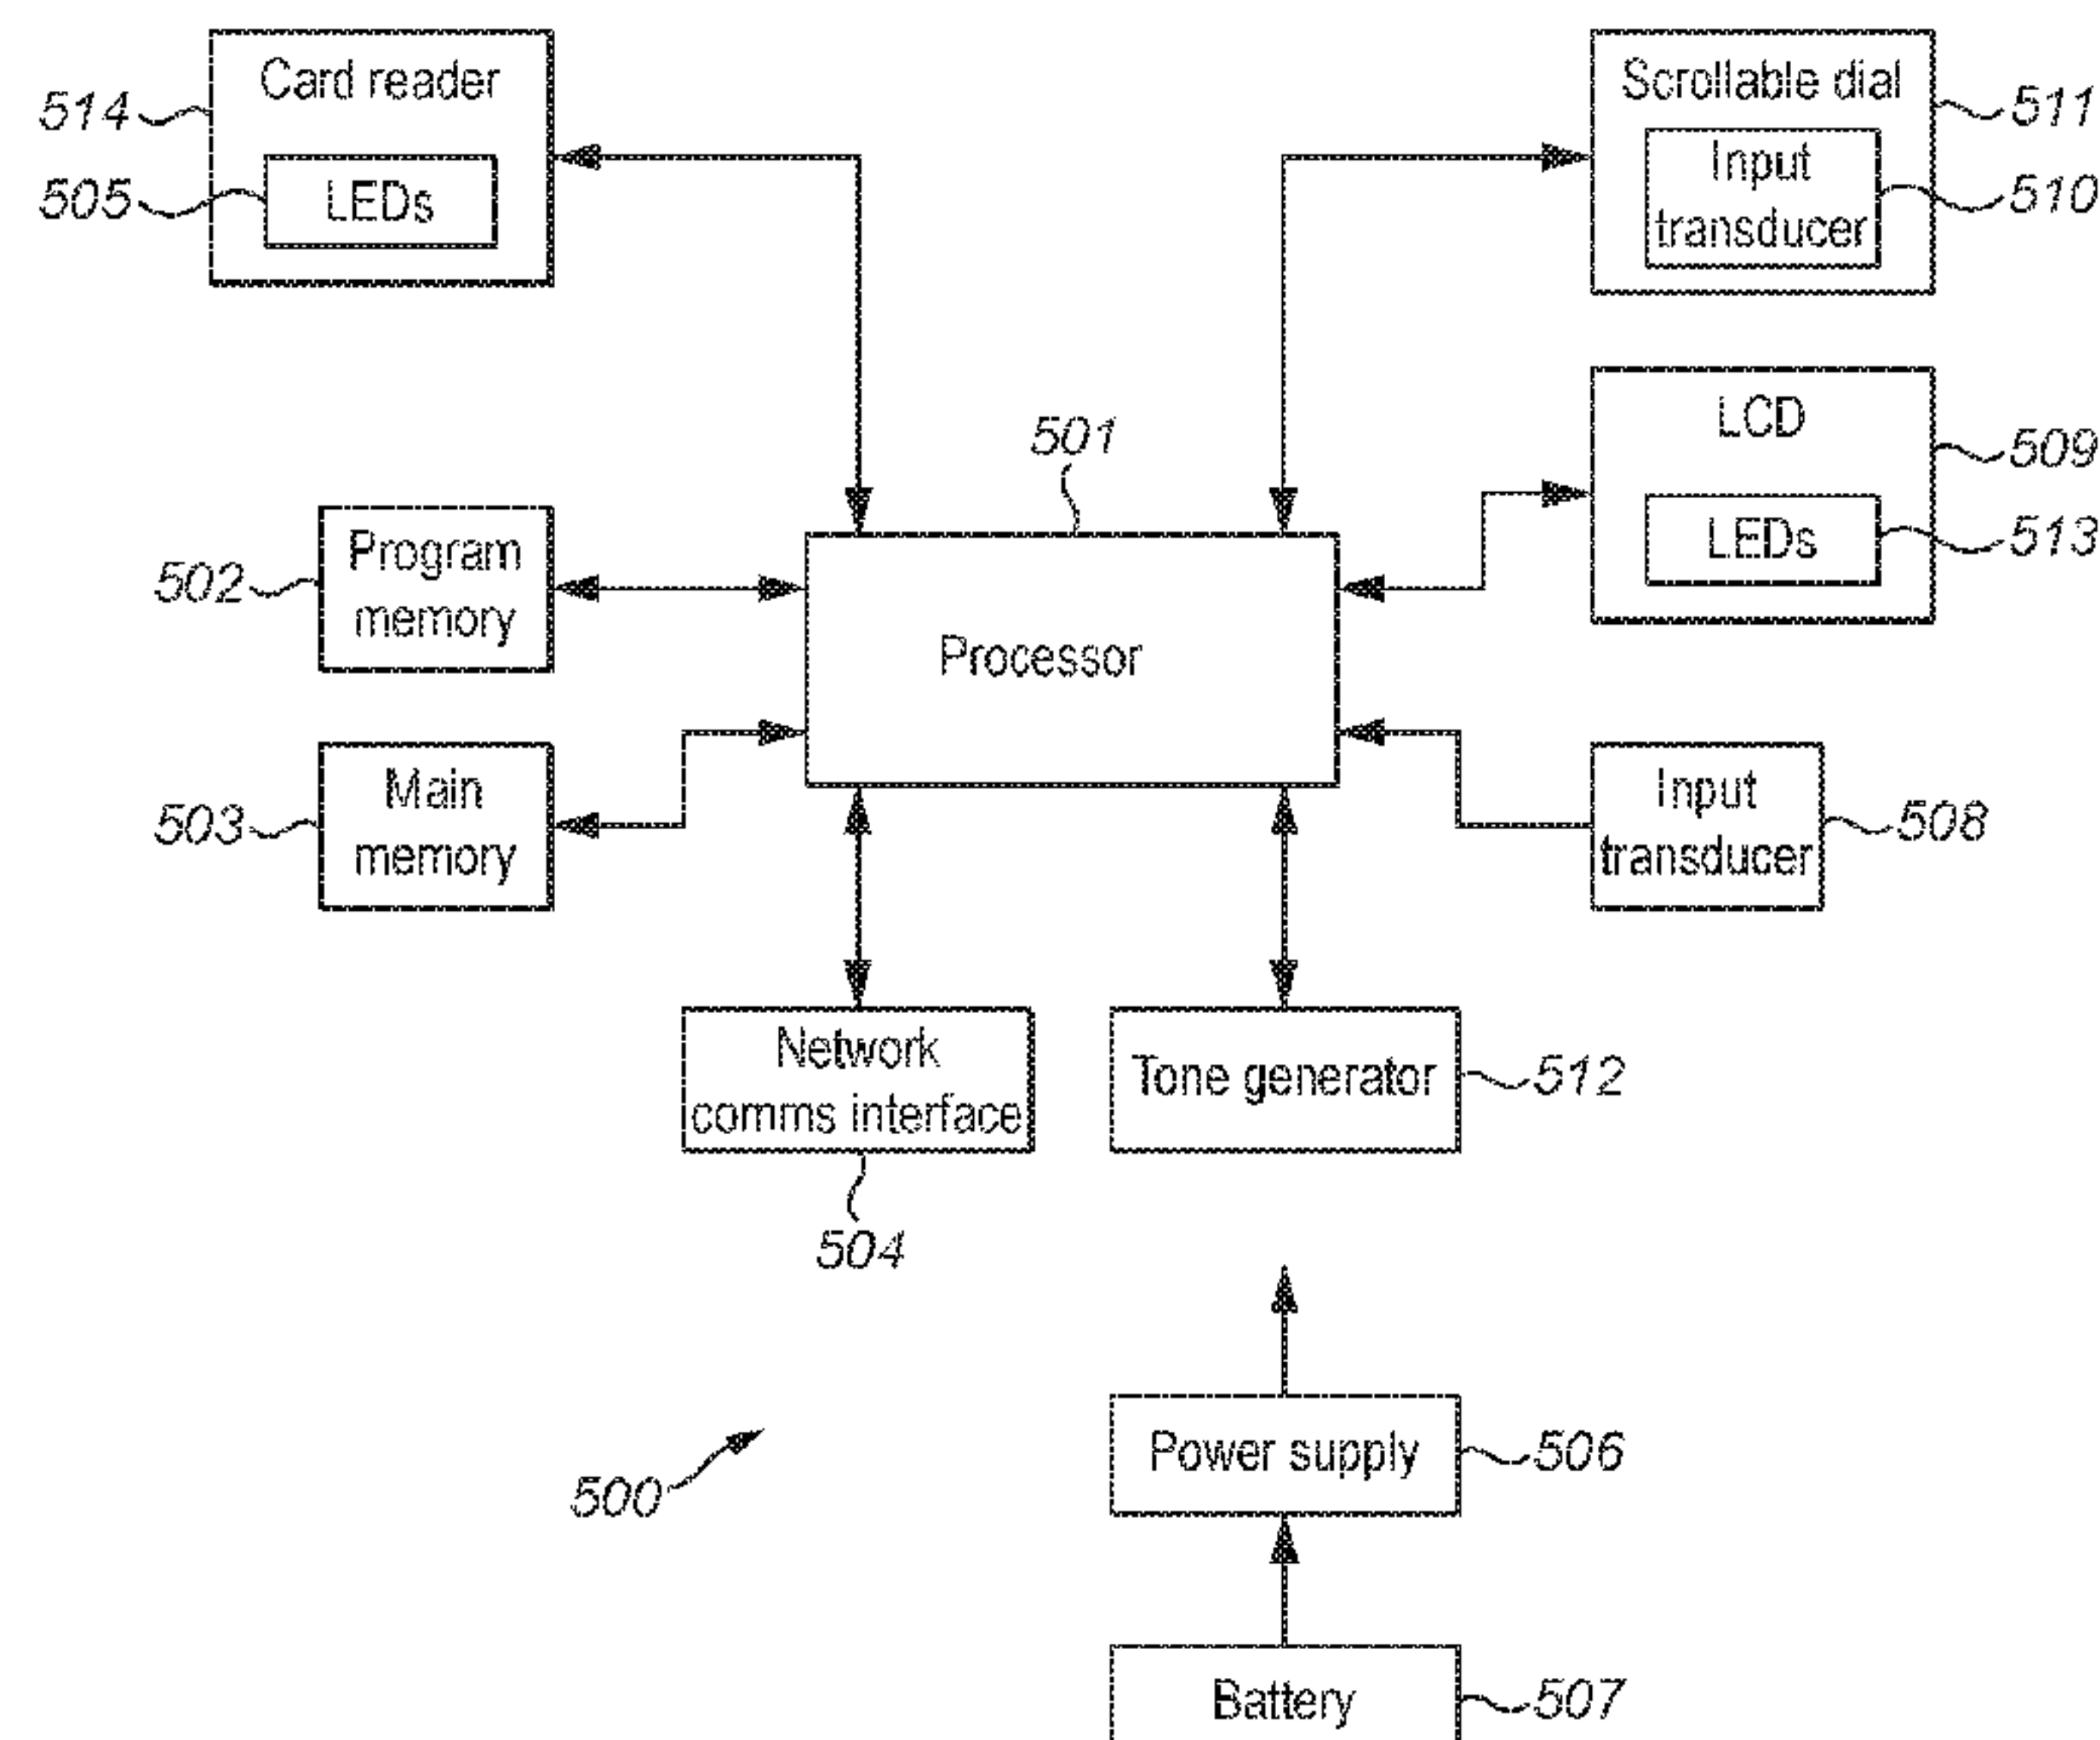 Card reader
514
LEDs
505
Scrollable dial
511
Input
transducer
510
LCD
509
LEDs
513
501
Processor
Program
memory
502
Main
memory
503
Input
transducer
508
Network
comms interface
504
Tone generator
512
Power supply
506
500
Battery
507